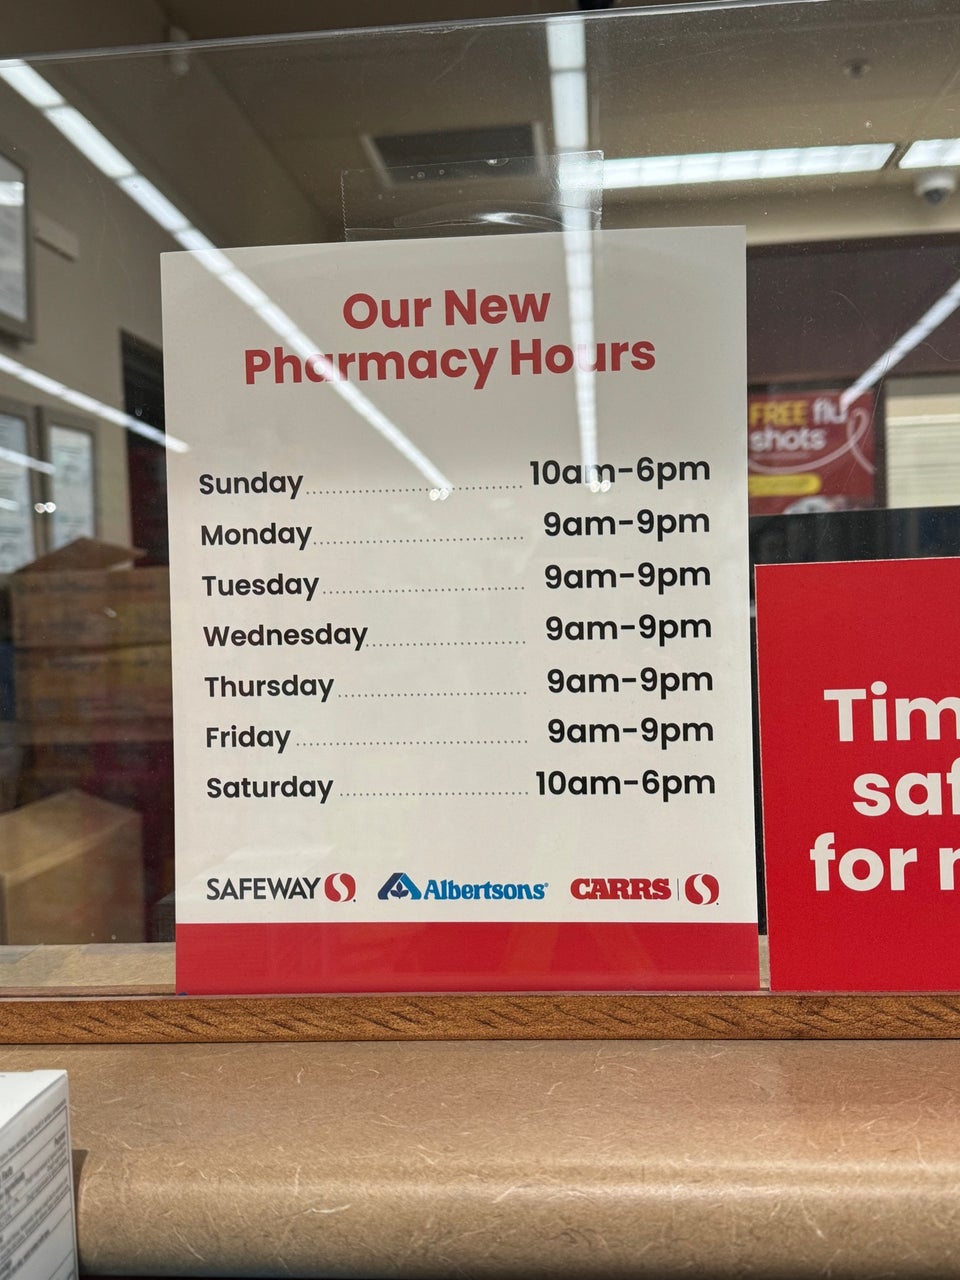 Our New
Pharmacy Hours
Sunday 10am-6pm
Monday 9am-9pm
Tuesday 9am-9pm
Wednesday 9am-9pm
Thursday 9am-9pm
Friday 9am-9pm
Saturday 10am-6pm
SAFEWAY Albertsons CARRS
FREE flu
shots
Tim
saf
for